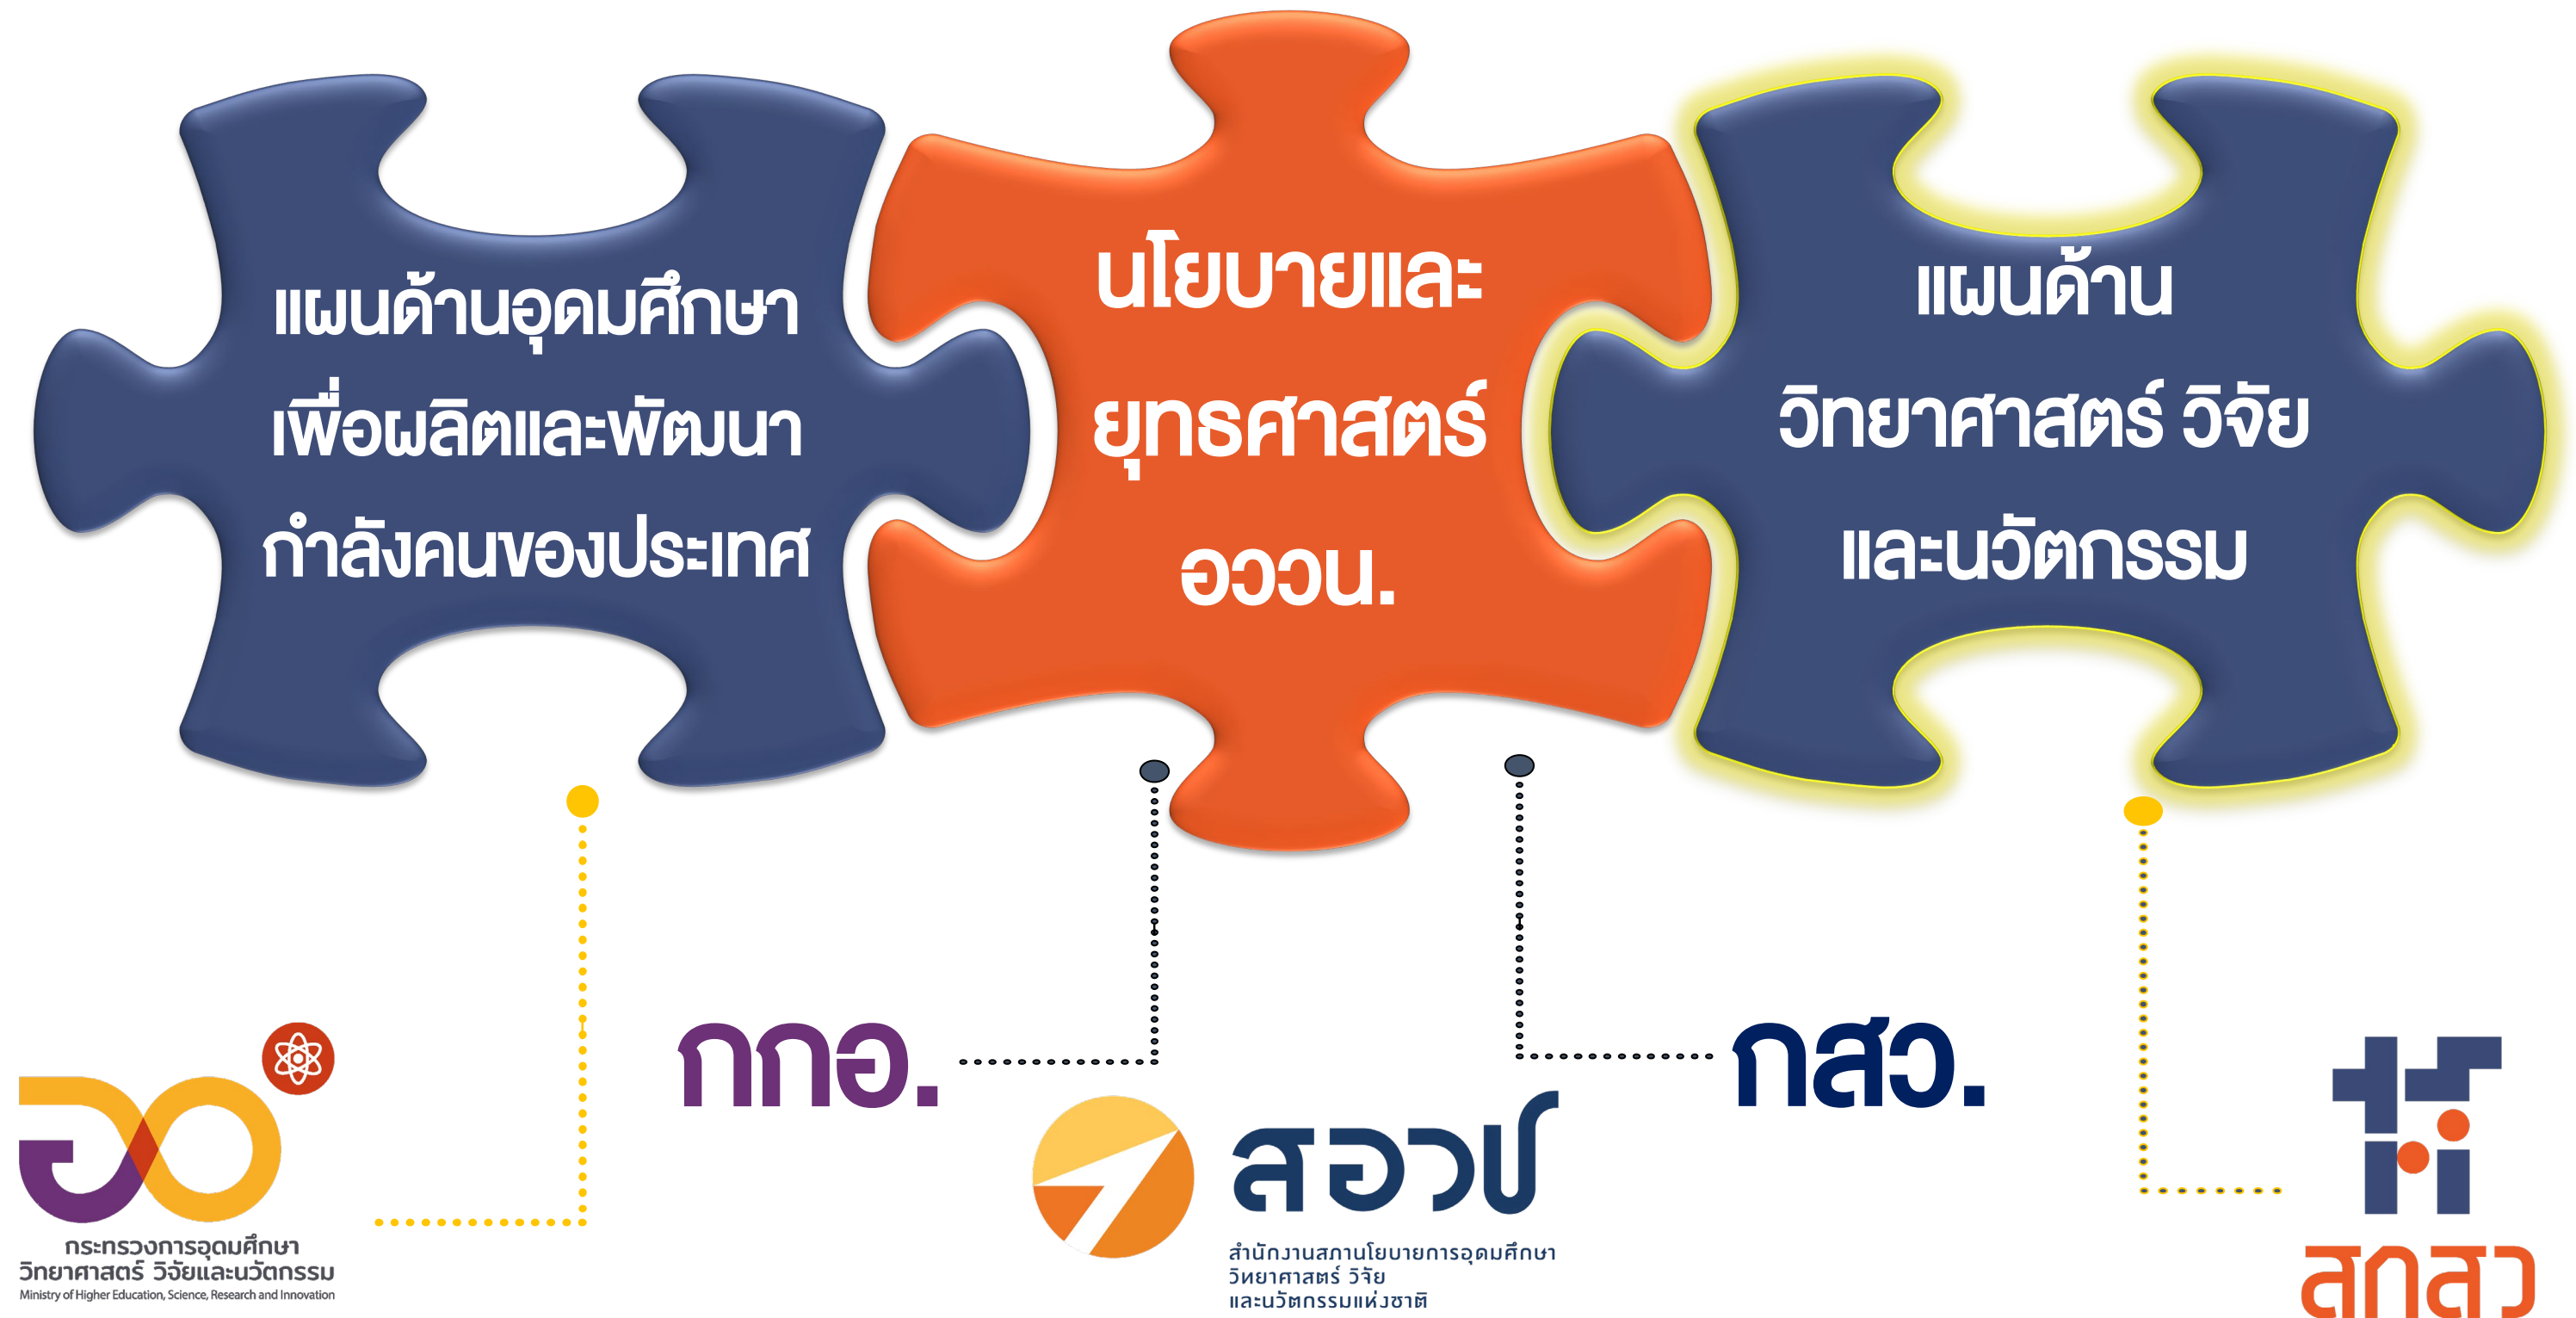 แผนด้านอุดมศึกษา
เพื่อผลิตและพัฒนา
กำลังคนของประเทศ
นโยบายและ
ยุทธศาสตร์
อววน.
แผนด้าน
วิทยาศาสตร์ วิจัย
และนวัตกรรม
กกอ.
กสว.
กระทรวงการอุดมศึกษา
วิทยาศาสตร์ วิจัยและนวัตกรรม
Ministry of Higher Education, Science, Research and Innovation
สอวช
สำนักงานสภานโยบายการอุดมศึกษา
วิทยาศาสตร์ วิจัย
และนวัตกรรมแห่งชาติ
tsri
สกสว